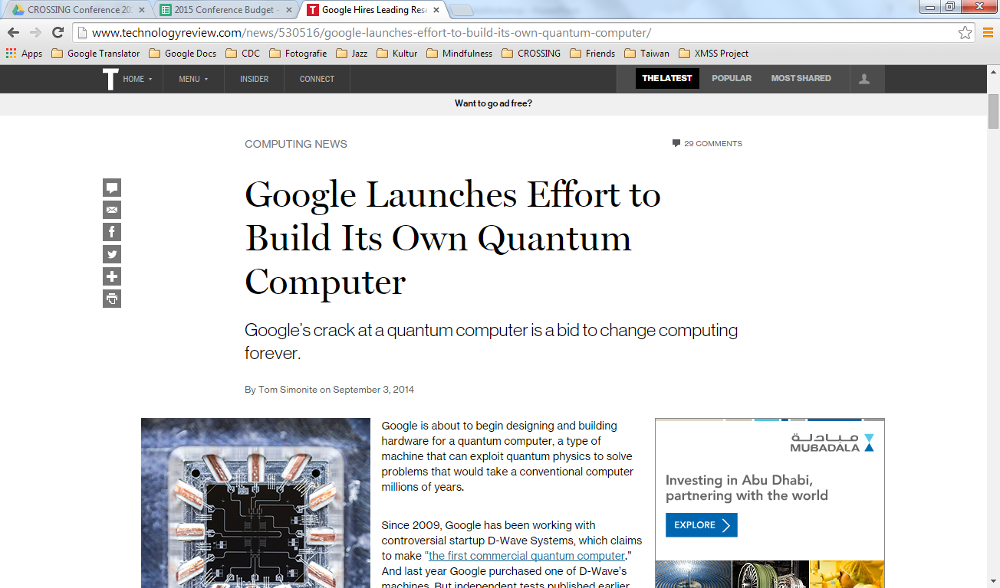 CROSSING Conference 20
2015 Conference Budget -
Google Hires Leading Res
www.technologyreview.com/news/530516/google-launches-effort-to-build-its-own-quantum-computer/
Apps Google Translator Google Docs CDC Fotografie Jazz Kultur Mindfulness CROSSING Friends Taiwan XMSS Project
T HOME MENU INSIDER CONNECT THE LATEST POPULAR MOST SHARED
Want to go ad free?
COMPUTING NEWS
29 COMMENTS
Google Launches Effort to
Build Its Own Quantum
Computer
Google's crack at a quantum computer is a bid to change computing
forever.
By Tom Simonite on September 3, 2014
Google is about to begin designing and building
hardware for a quantum computer, a type of
machine that can exploit quantum physics to solve
problems that would take a conventional computer
millions of years.
Since 2009, Google has been working with
controversial startup D-Wave Systems, which claims
to make “the first commercial quantum computer.”
And last year Google purchased one of D-Wave's
machines. But independent tests published earlier
مبادلة
MUBADALA
Investing in Abu Dhabi,
partnering with the world
EXPLORE